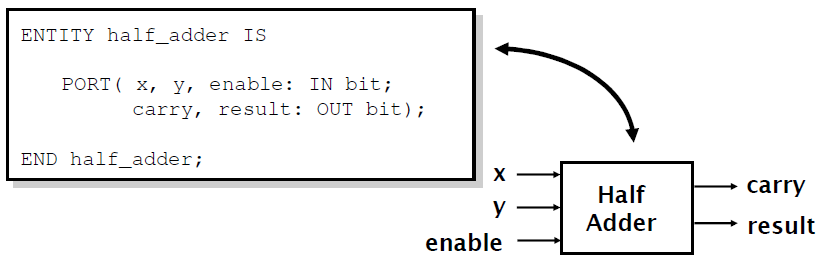 ENTITY half_adder IS
PORT( x, y, enable: IN bit;
carry, result: OUT bit);
END half_adder;
x
y
enable
Half
Adder
carry
result